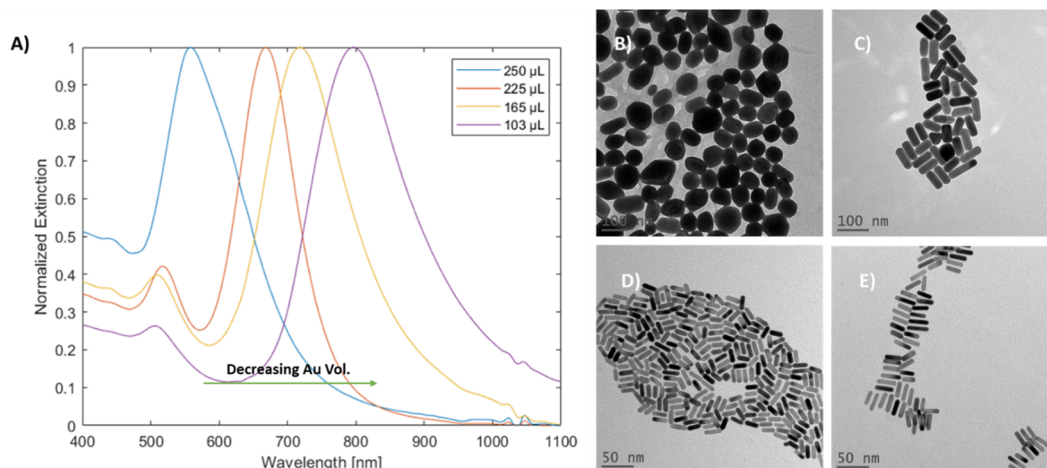 A)
Normalized Extinction
1
0.9
0.8
0.7
0.6
0.5
0.4
0.3
0.2
0.1
0
250 µL
225 µL
165 µL
103 µL
Decreasing Au Vol.
400 500 600 700 800 900 1000 1100
Wavelength [nm]
B)
100 nm
C)
100 nm
D)
50 nm
E)
50 nm